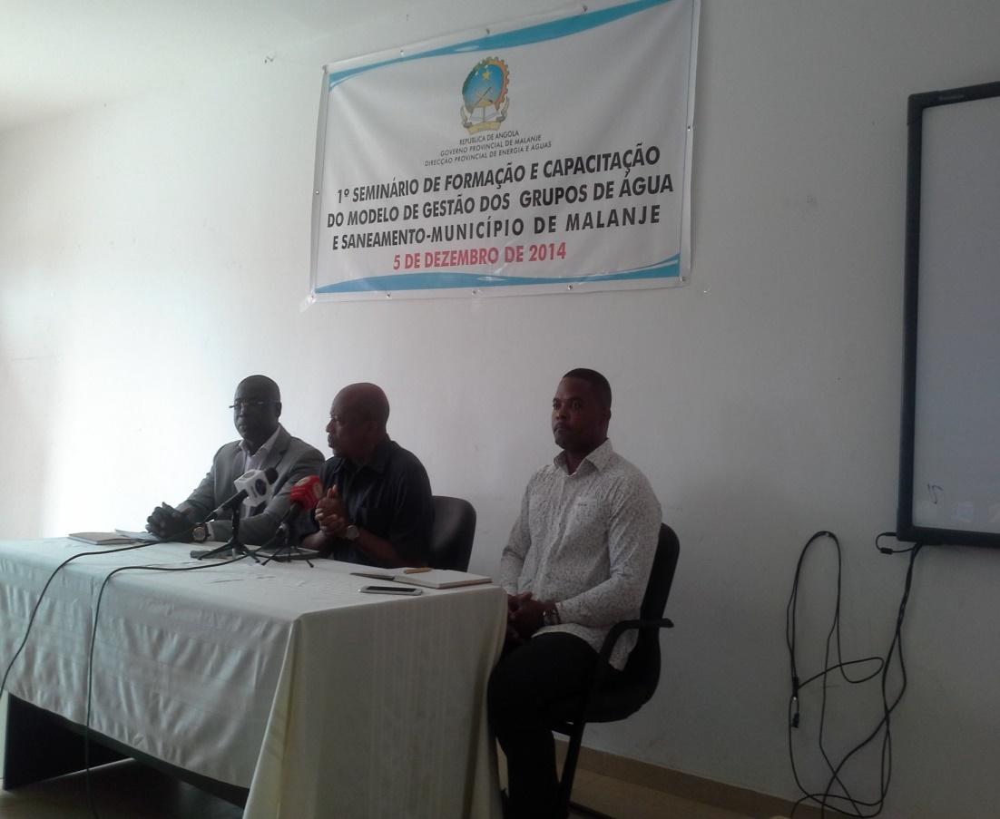 REPUBLICA DE ANGOLA
GOVERNO PROVINCIAL DE MALANJE
DIRECÇÃO PROVINCIAL DE ENERGIA E ÁGUAS
1º SEMINÁRIO DE FORMAÇÃO E CAPACITAÇÃO
DO MODELO DE GESTÃO DOS GRUPOS DE ÁGUA
E SANEAMENTO-MUNICÍPIO DE MALANJE
5 DE DEZEMBRO DE 2014